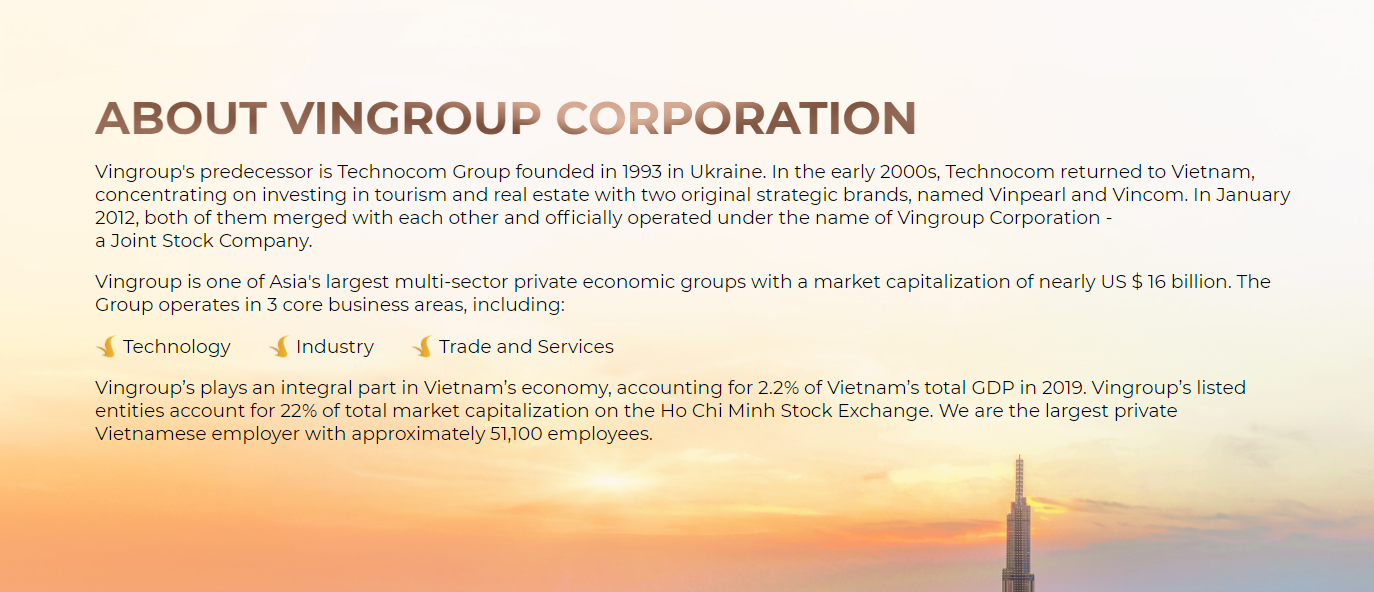 ABOUT VINGROUP CORPORATION
Vingroup's predecessor is Technocom Group founded in 1993 in Ukraine. In the early 2000s, Technocom returned to Vietnam,
concentrating on investing in tourism and real estate with two original strategic brands, named Vinpearl and Vincom. In January
2012, both of them merged with each other and officially operated under the name of Vingroup Corporation -
a Joint Stock Company.
Vingroup is one of Asia's largest multi-sector private economic groups with a market capitalization of nearly US $ 16 billion. The
Group operates in 3 core business areas, including:
Technology Industry Trade and Services
Vingroup’s plays an integral part in Vietnam’s economy, accounting for 2.2% of Vietnam’s total GDP in 2019. Vingroup’s listed
entities account for 22% of total market capitalization on the Ho Chi Minh Stock Exchange. We are the largest private
Vietnamese employer with approximately 51,100 employees.